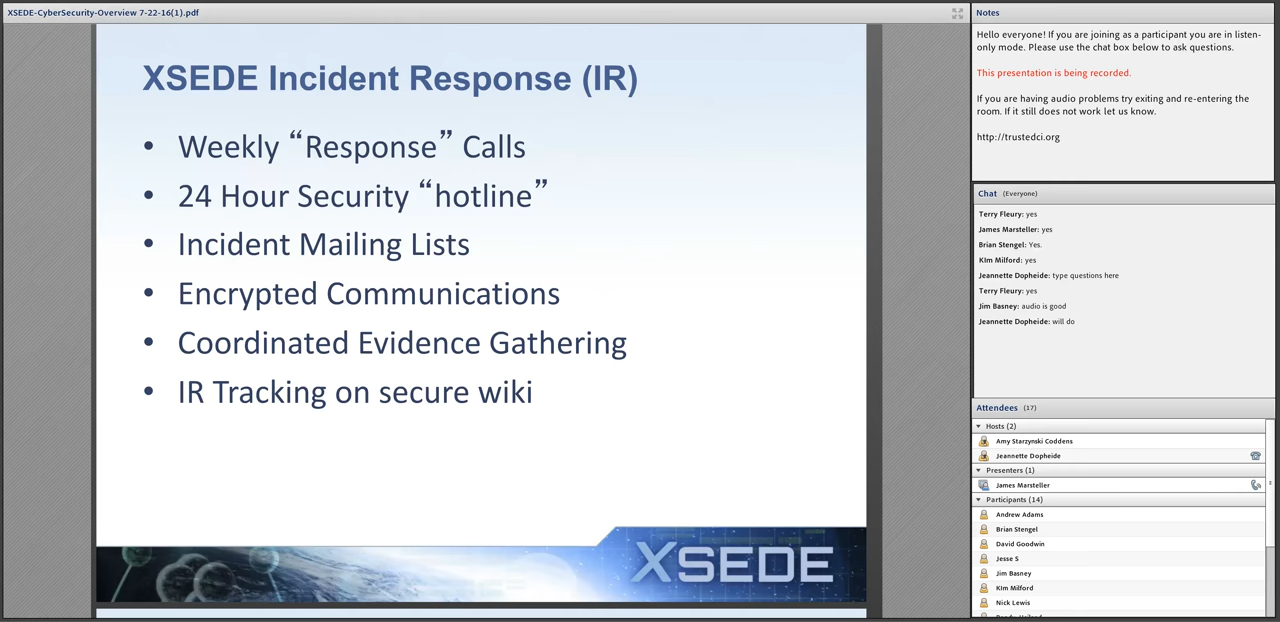 XSEDE-CyberSecurity-Overview 7-22-16(1).pdf
XSEDE Incident Response (IR)
• Weekly “Response” Calls
• 24 Hour Security “hotline”
• Incident Mailing Lists
• Encrypted Communications
• Coordinated Evidence Gathering
• IR Tracking on secure wiki
XSEDE
Notes
Hello everyone! If you are joining as a participant you are in listen-
only mode. Please use the chat box below to ask questions.
This presentation is being recorded.
If you are having audio problems try exiting and re-entering the
room. If it still does not work let us know.
http://trustedci.org
Chat (Everyone)
Terry Fleury: yes
James Marsteller: yes
Brian Stengel: Yes.
KIm Milford: yes
Jeannette Dopheide: type questions here
Terry Fleury: yes
Jim Basney: audio is good
Jeannette Dopheide: will do
Attendees (17)
Hosts (2)
Amy Starzynski Coddens
Jeannette Dopheide
Presenters (1)
James Marsteller
Participants (14)
Andrew Adams
Brian Stengel
David Goodwin
Jesse S
Jim Basney
KIm Milford
Nick Lewis